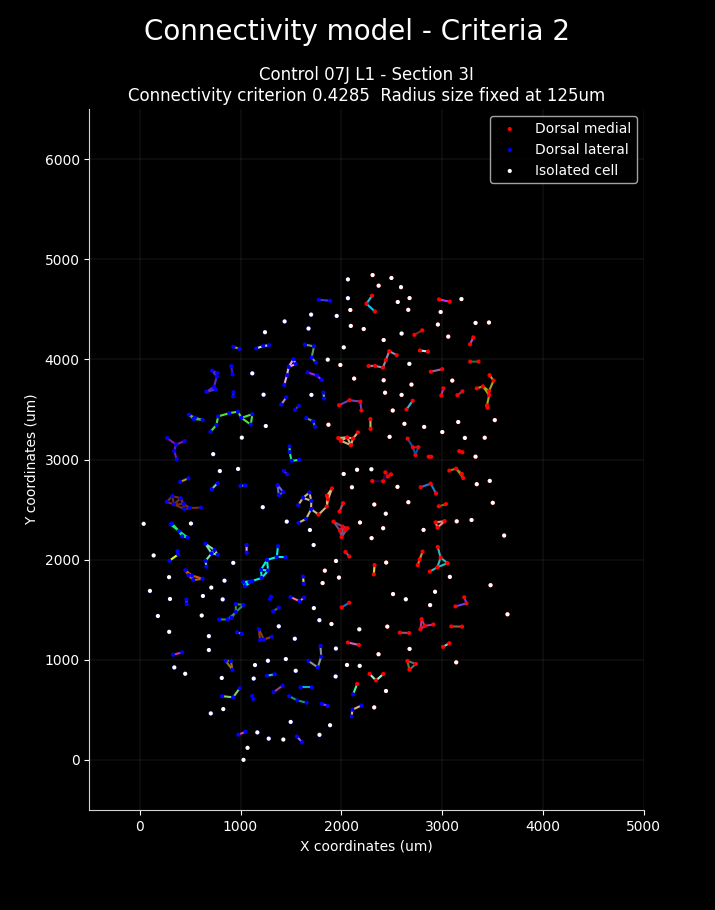 Connectivity model - Criteria 2
Control 07J L1 - Section 3I
Connectivity criterion 0.4285  Radius size fixed at 125um
Dorsal medial
Dorsal lateral
Isolated cell
6000
5000
4000
3000
2000
1000
0
Y coordinates (um)
0 1000 2000 3000 4000 5000
X coordinates (um)